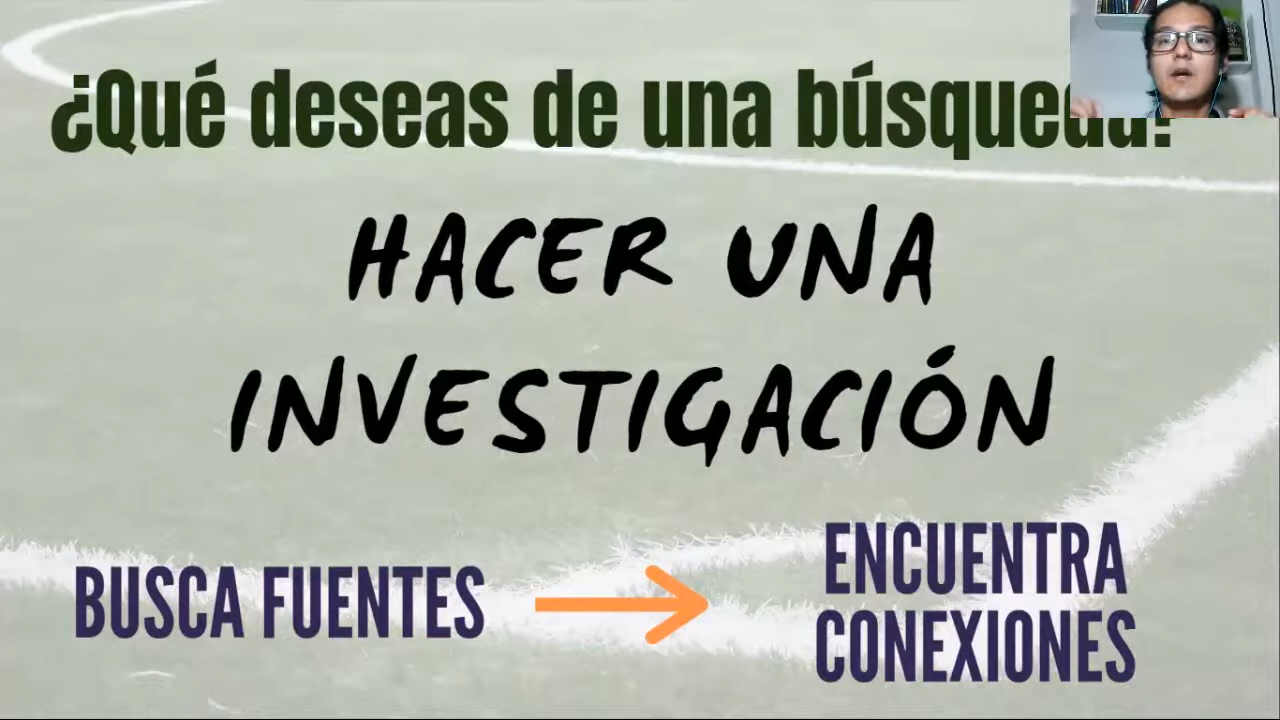 ¿Qué deseas de una búsqueda?
HACER UNA
INVESTIGACIÓN
BUSCA FUENTES
ENCUENTRA
CONEXIONES